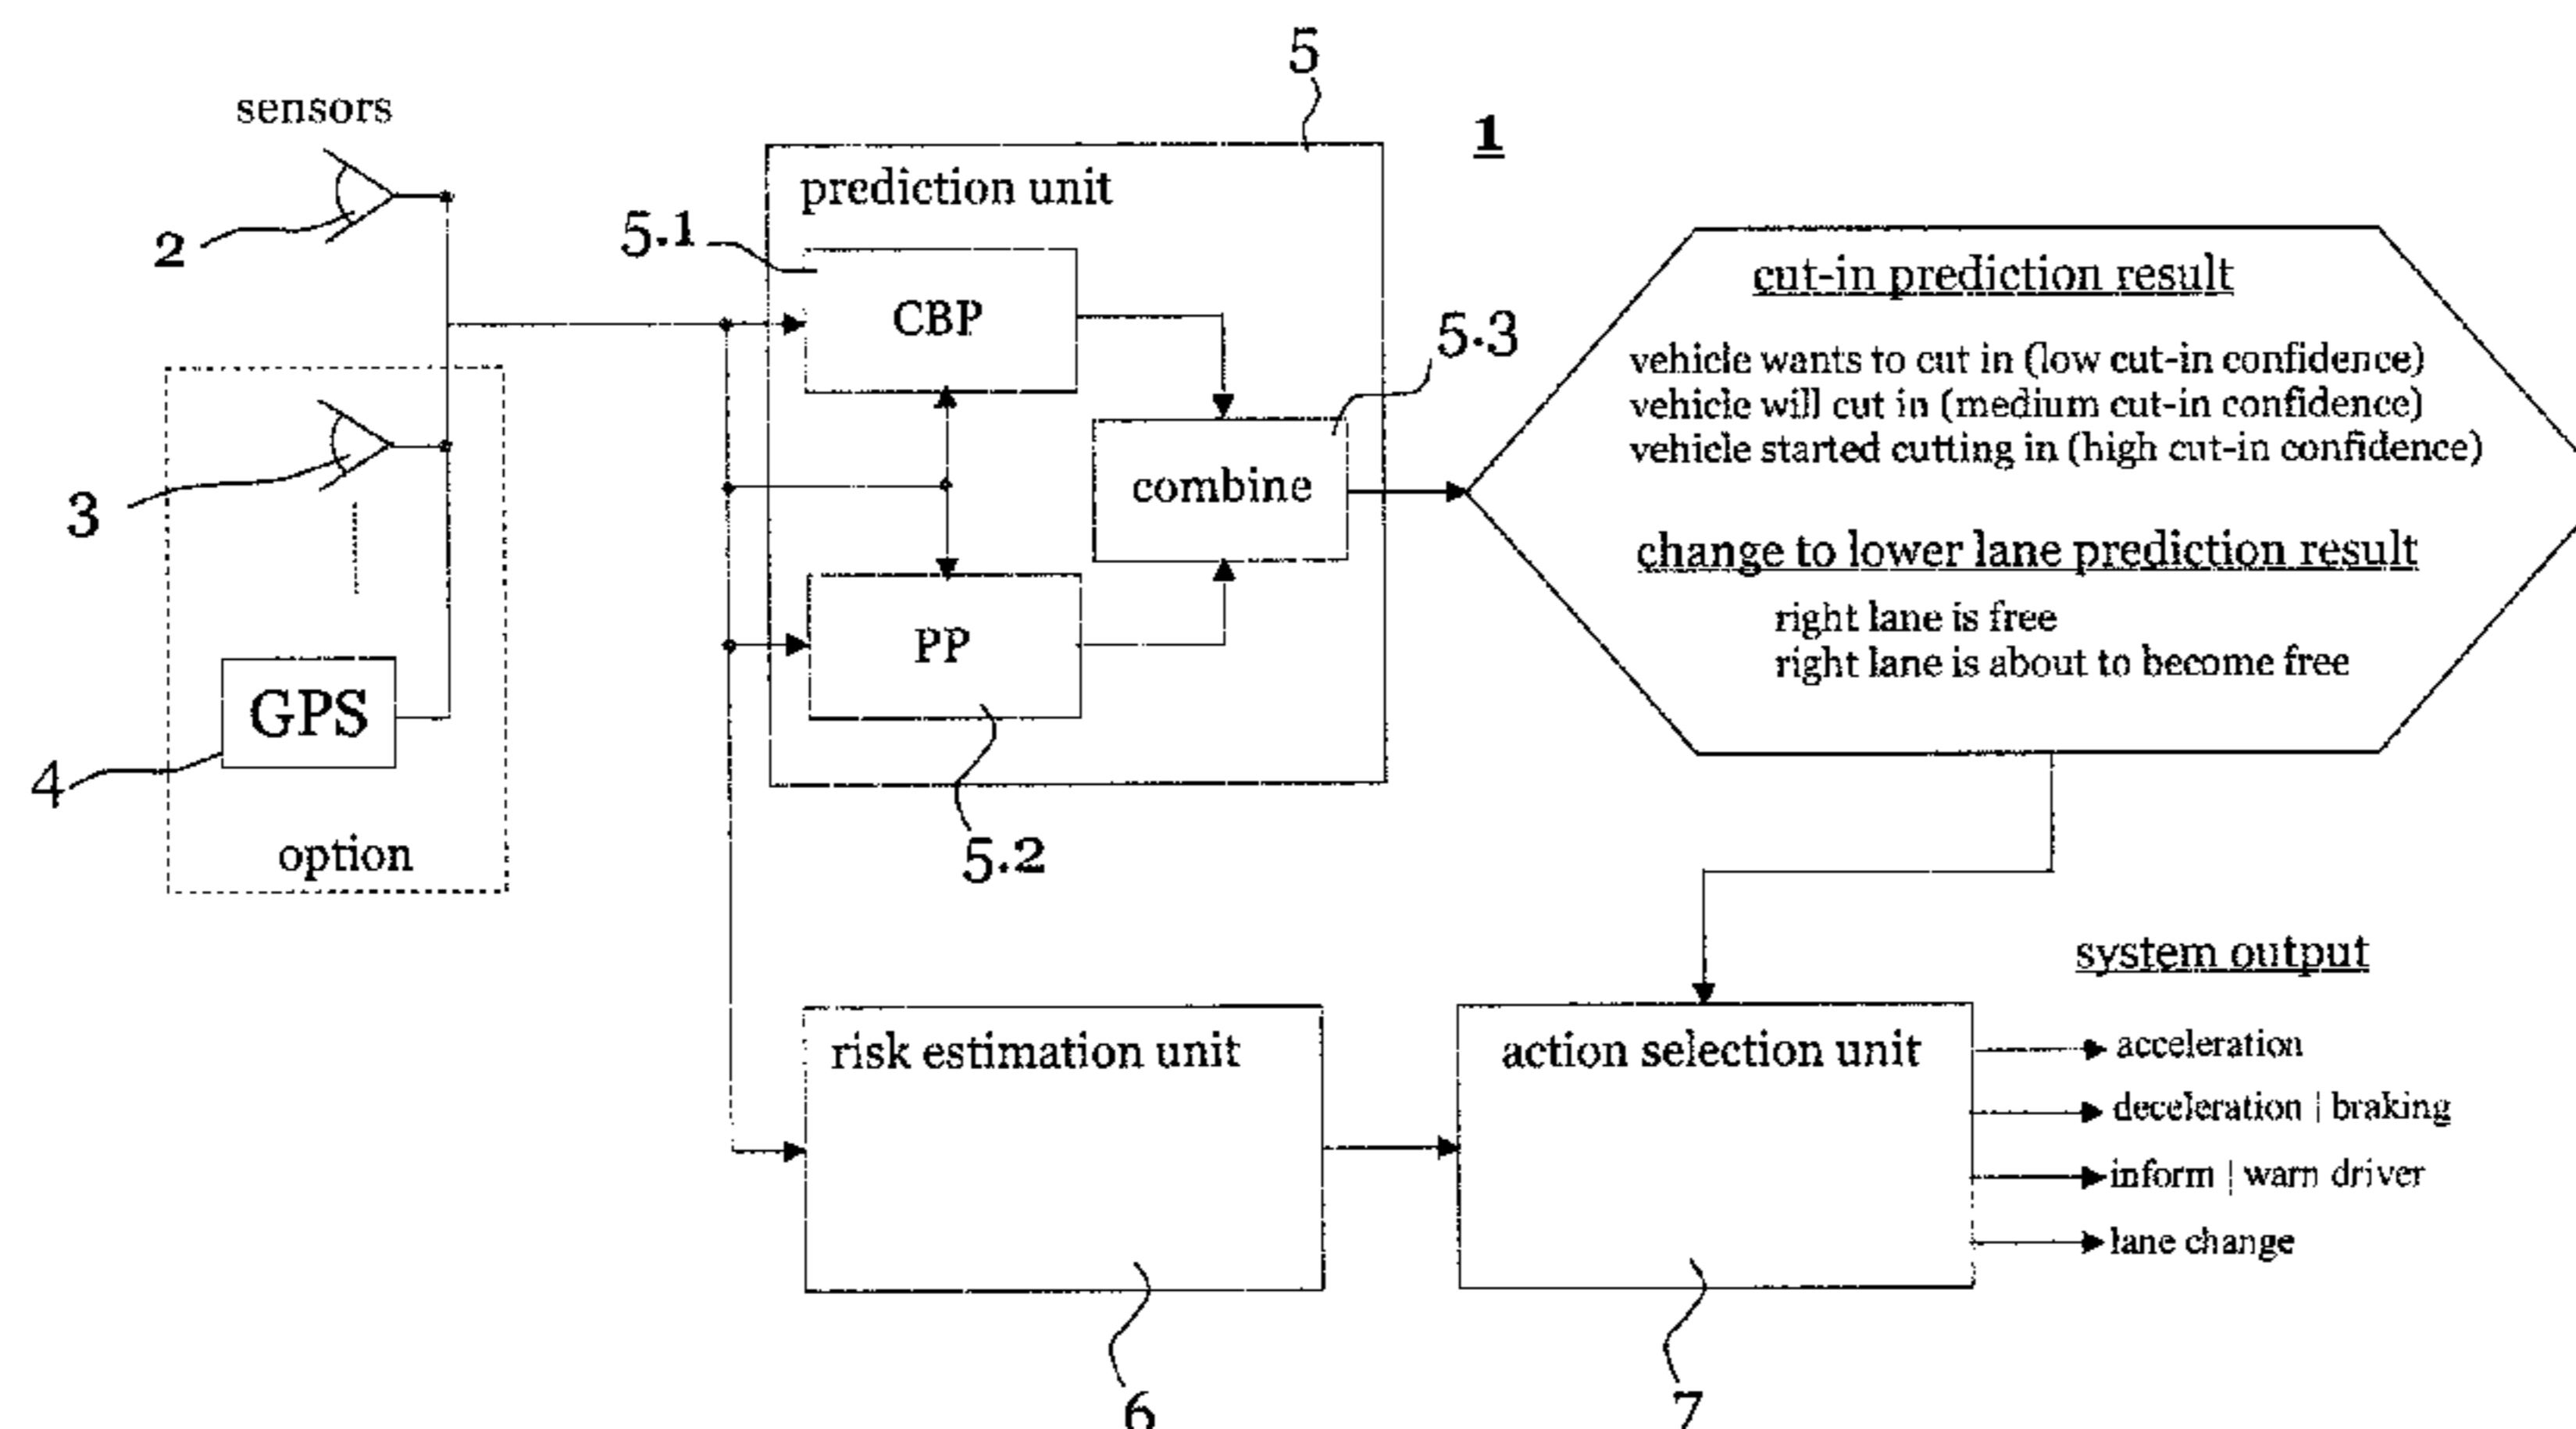 5
sensors
1
prediction unit
2
5.1
CBP
5.3
cut-in prediction result
vehicle wants to cut in (low cut-in confidence)
vehicle will cut in (medium cut-in confidence)
vehicle started cutting in (high cut-in confidence)
3
combine
change to lower lane prediction result
PP
right lane is free
right lane is about to become free
GPS
4
option
5.2
system output
risk estimation unit
action selection unit
acceleration
deceleration | braking
inform | warn driver
lane change
6
7